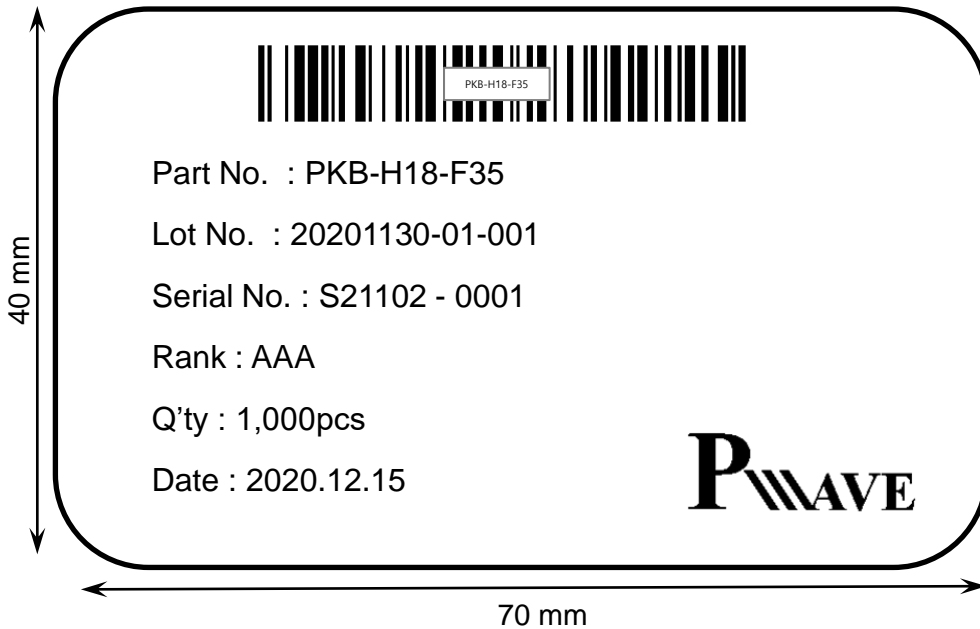 PKB-H18-F35
Part No. : PKB-H18-F35
Lot No. : 20201130-01-001
Serial No. : S21102 - 0001
Rank : AAA
Q’ty : 1,000pcs
Date : 2020.12.15
PWAVE
40 mm
70 mm